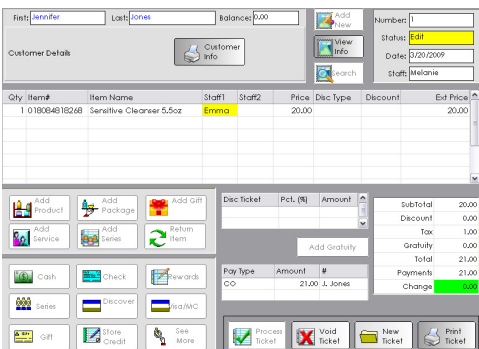 First: Jennifer Last: Jones Balance: 0.00 Add New Number: 1
View Info Status: Edit
Customer Details Customer Info Date: 3/20/2009
Search Staff: Melanie
Qty Item# Item Name Staff1 Staff2 Price Disc Type Discount Ext Price
1 018084818268 Sensitive Cleanser 5.5oz Emma 20.00 20.00
Add Product Add Package Add Gift
Add Service Add Series Return Item
Disc Ticket Pct. (%) Amount
Add Gratuity
SubTotal 20.00
Discount 0.00
Tax 1.00
Gratuity 0.00
Total 21.00
Payments 21.00
Change 0.00
Cash Check Rewards
Series Discover Visa/MC
Gift Store Credit See More
Pay Type Amount #
CO 21.00 J. Jones
Process Ticket Void Ticket New Ticket Print Ticket